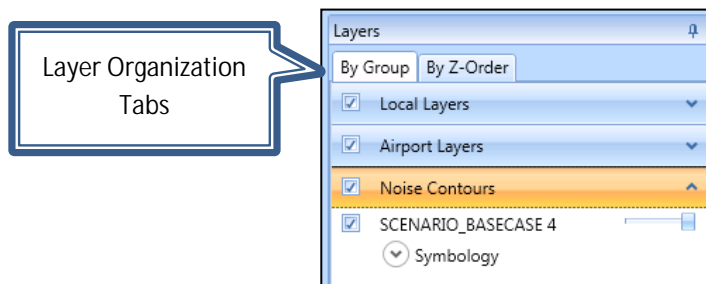 Layer Organization
Tabs
Layers
By Group By Z-Order
Local Layers
Airport Layers
Noise Contours
SCENARIO_BASECASE 4
Symbology